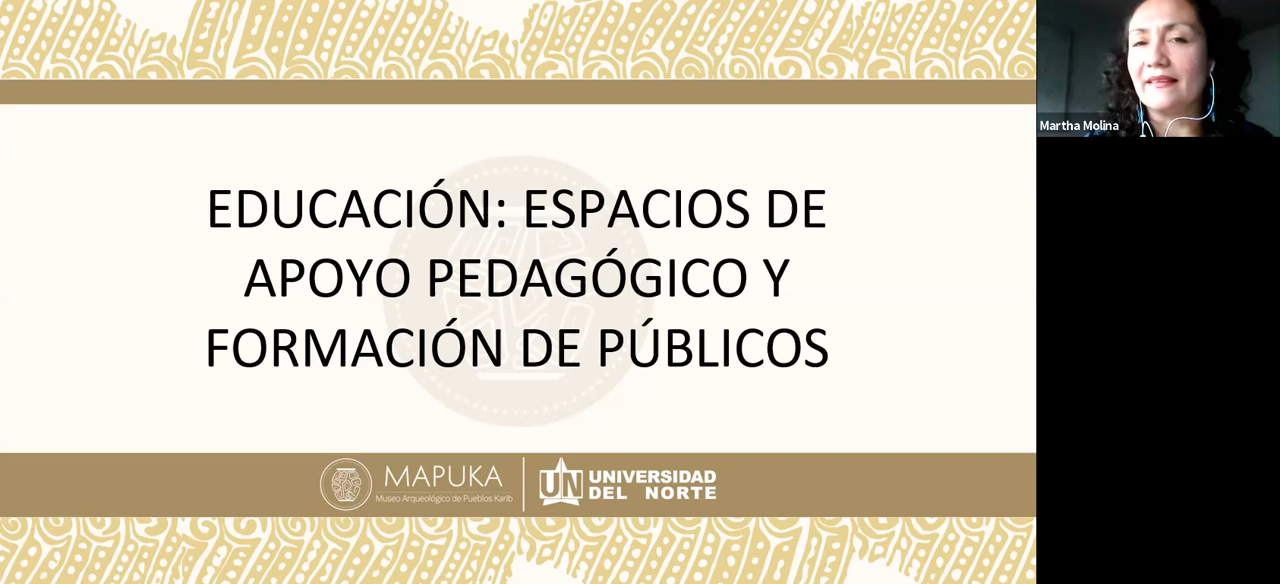 EDUCACIÓN: ESPACIOS DE
APOYO PEDAGÓGICO Y
FORMACIÓN DE PÚBLICOS
MAPUKA
Museo Arqueológico de Pueblos Karib
UN
UNIVERSIDAD
DEL NORTE
Martha Molina